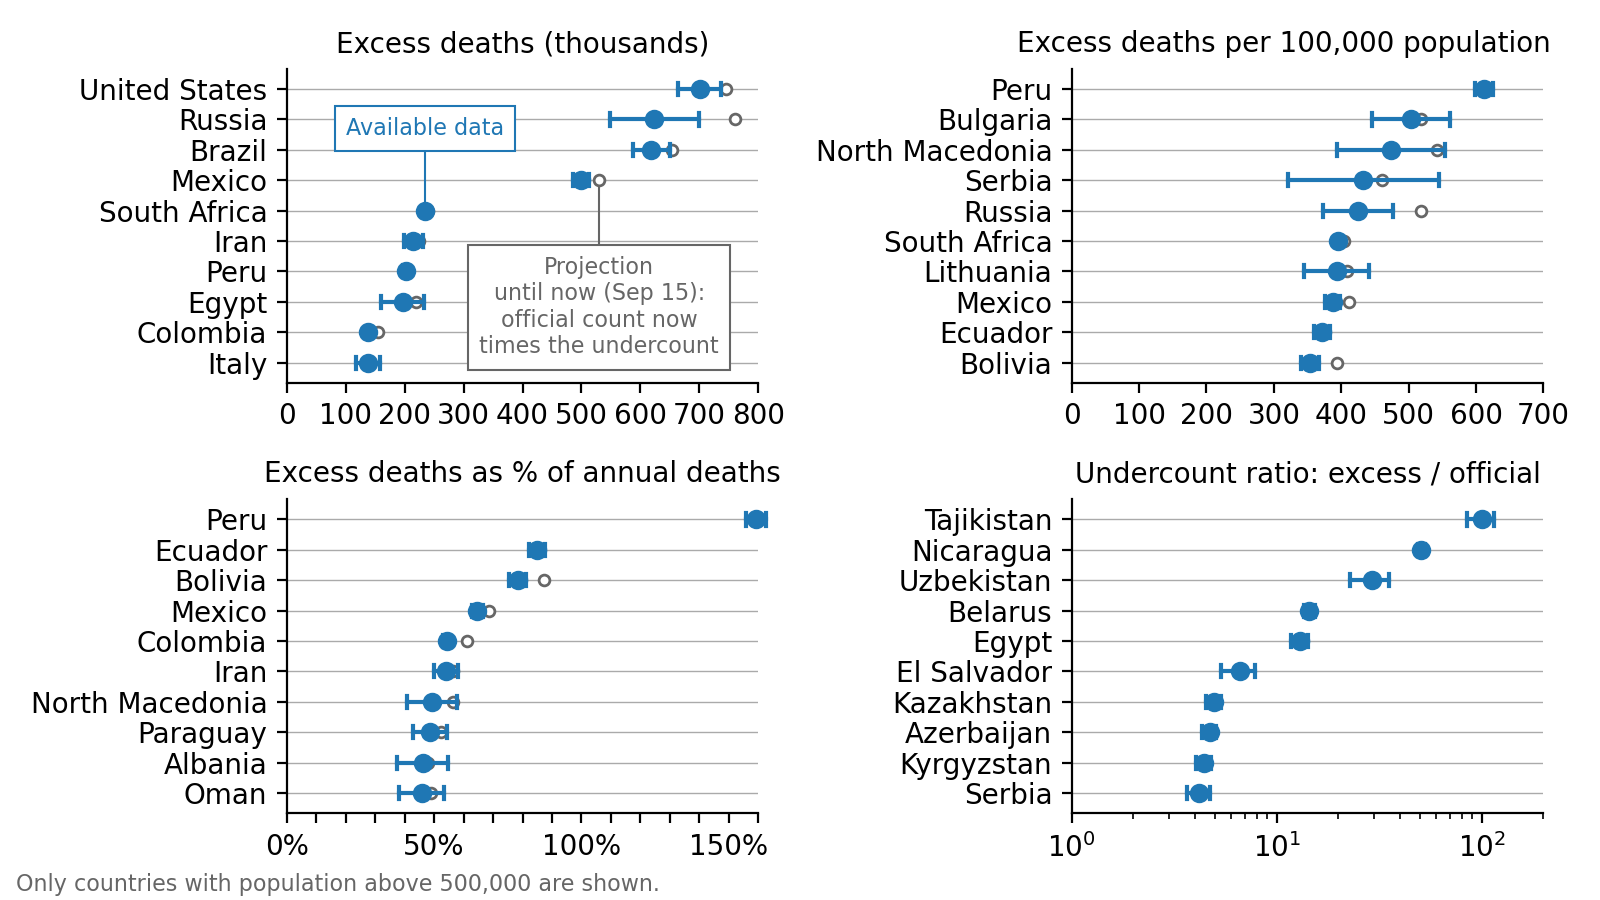 Excess deaths (thousands)
United States
Russia
Brazil
Mexico
South Africa
Iran
Peru
Egypt
Colombia
Italy
Available data
Projection
until now (Sep 15):
official count now
times the undercount
0 100 200 300 400 500 600 700 800
Excess deaths per 100,000 population
Peru
Bulgaria
North Macedonia
Serbia
Russia
South Africa
Lithuania
Mexico
Ecuador
Bolivia
0 100 200 300 400 500 600 700
Excess deaths as % of annual deaths
Peru
Ecuador
Bolivia
Mexico
Colombia
Iran
North Macedonia
Paraguay
Albania
Oman
0% 50% 100% 150%
Undercount ratio: excess / official
Tajikistan
Nicaragua
Uzbekistan
Belarus
Egypt
El Salvador
Kazakhstan
Azerbaijan
Kyrgyzstan
Serbia
10⁰ 10¹ 10²
Only countries with population above 500,000 are shown.